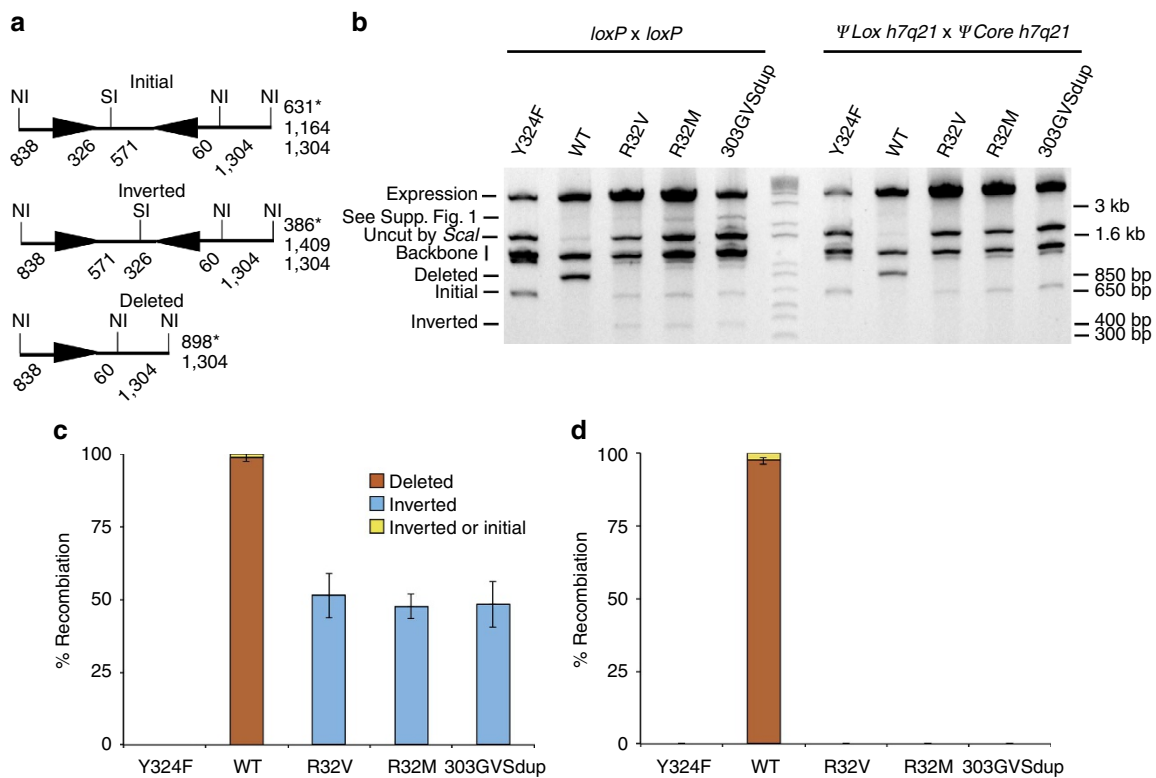 a
Initial
NI SI NI NI
631*
1,164
1,304
838 326 571 60 1,304
Inverted
NI SI NI NI
386*
1,409
1,304
838 571 326 60 1,304
Deleted
NI NI NI
898*
1,304
838 60 1,304
b
loxP x loxP
ΨLox h7q21 x ΨCore h7q21
Y324F WT R32V R32M 303GVSdup
Y324F WT R32V R32M 303GVSdup
Expression
See Supp. Fig. 1
Uncut by ScaI
Backbone
Deleted
Initial
Inverted
3 kb
1.6 kb
850 bp
650 bp
400 bp
300 bp
c
% Recombiation
100
75
50
25
0
Deleted
Inverted
Inverted or initial
Y324F WT R32V R32M 303GVSdup
d
% Recombiation
100
75
50
25
0
Y324F WT R32V R32M 303GVSdup